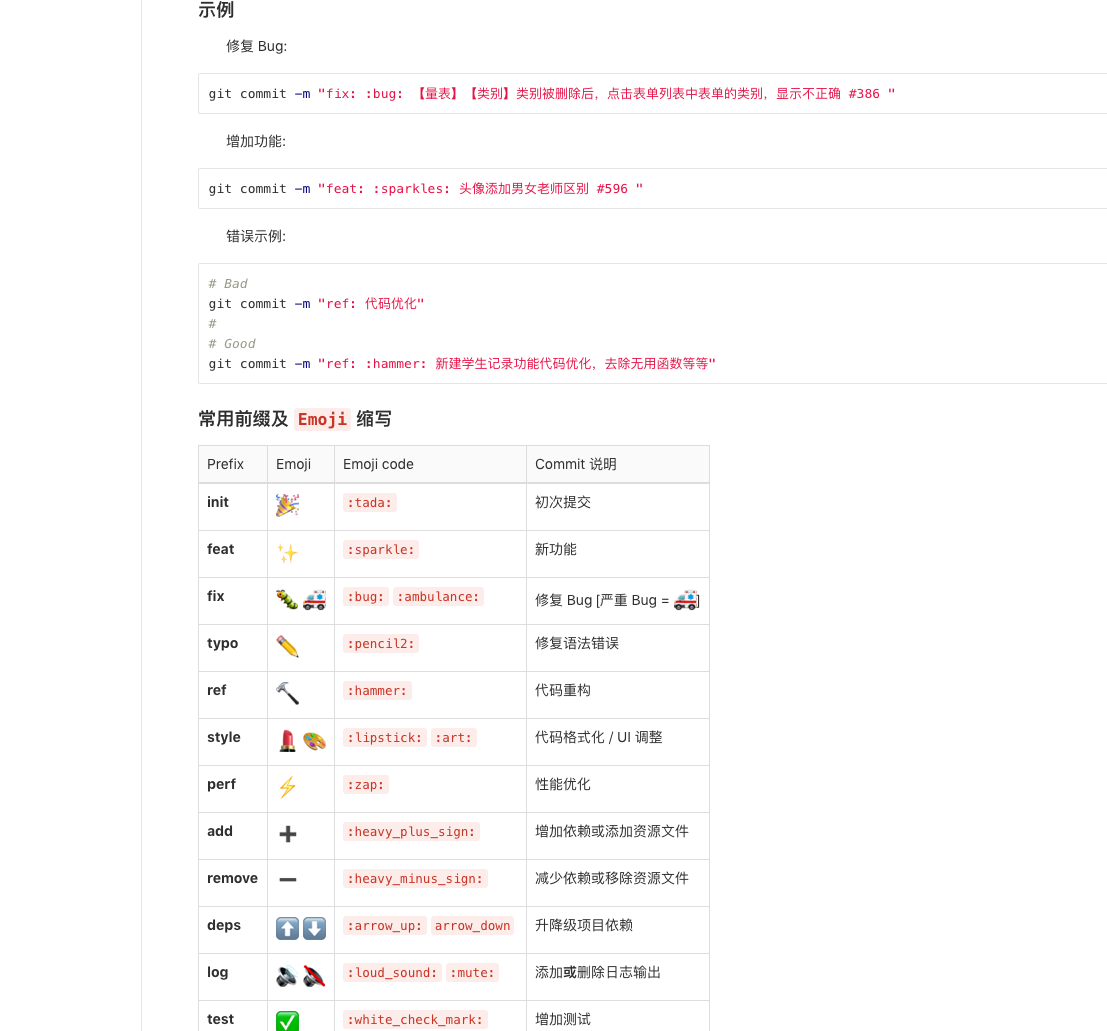 示例
修复 Bug:
git commit -m "fix: :bug: 【量表】【类别】类别被删除后，点击表单列表中表单的类别，显示不正确 #386 "
增加功能:
git commit -m "feat: :sparkles: 头像添加男女老师区别 #596 "
错误示例:
# Bad
git commit -m "ref: 代码优化"
#
# Good
git commit -m "ref: :hammer: 新建学生记录功能代码优化，去除无用函数等等"
常用前缀及 Emoji 缩写
Prefix Emoji Emoji code Commit 说明
init 🎉 :tada: 初次提交
feat ✨ :sparkle: 新功能
fix 🐛 🚑 :bug: :ambulance: 修复 Bug [严重 Bug = 🚑]
typo ✏️ :pencil2: 修复语法错误
ref 🔨 :hammer: 代码重构
style 💄 🎨 :lipstick: :art: 代码格式化 / UI 调整
perf ⚡ :zap: 性能优化
add ➕ :heavy_plus_sign: 增加依赖或添加资源文件
remove ➖ :heavy_minus_sign: 减少依赖或移除资源文件
deps ⬆️ ⬇️ :arrow_up: arrow_down 升降级项目依赖
log 🔊 🔇 :loud_sound: :mute: 添加或删除日志输出
test ✅ :white_check_mark: 增加测试